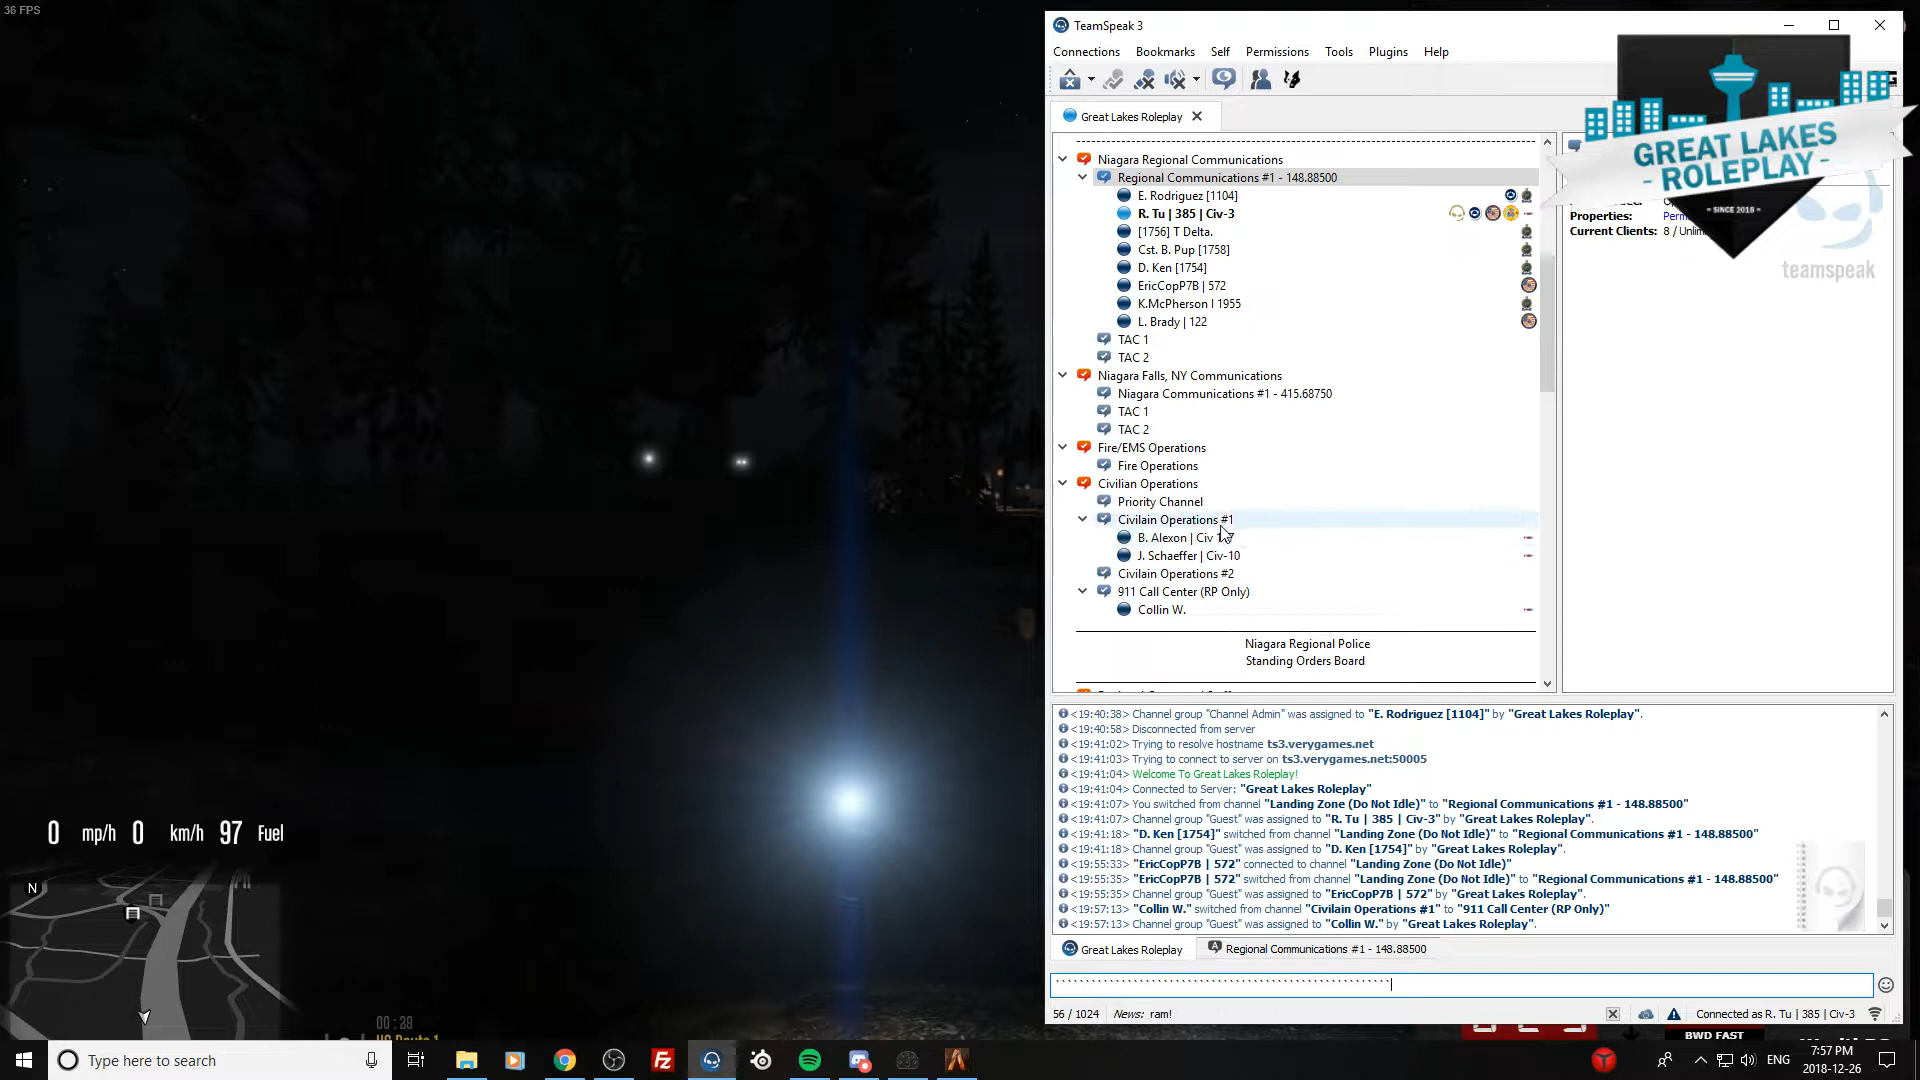 36 FPS
TeamSpeak 3
Connections Bookmarks Self Permissions Tools Plugins Help
Great Lakes Roleplay
GREAT LAKES
- ROLEPLAY -
- SINCE 2018 -
Niagara Regional Communications
Regional Communications #1 - 148.88500
E. Rodriguez [1104]
R. Tu | 385 | Civ-3
[1756] T Delta.
Cst. B. Pup [1758]
D. Ken [1754]
EricCopP7B | 572
K.McPherson I 1955
L. Brady | 122
TAC 1
TAC 2
Niagara Falls, NY Communications
Niagara Communications #1 - 415.68750
TAC 1
TAC 2
Fire/EMS Operations
Fire Operations
Civilian Operations
Priority Channel
Civilain Operations #1
B. Alexon | Civ
J. Schaeffer | Civ-10
Civilain Operations #2
911 Call Center (RP Only)
Collin W.
Niagara Regional Police
Standing Orders Board
Properties:
Current Clients: 8 /
teamspeak
<19:40:38> Channel group "Channel Admin" was assigned to "E. Rodriguez [1104]" by "Great Lakes Roleplay".
<19:40:58> Disconnected from server
<19:41:02> Trying to resolve hostname ts3.verygames.net
<19:41:03> Trying to connect to server on ts3.verygames.net:50005
<19:41:04> Welcome To Great Lakes Roleplay!
<19:41:04> Connected to Server: "Great Lakes Roleplay"
<19:41:07> You switched from channel "Landing Zone (Do Not Idle)" to "Regional Communications #1 - 148.88500"
<19:41:07> Channel group "Guest" was assigned to "R. Tu | 385 | Civ-3" by "Great Lakes Roleplay".
<19:41:18> "D. Ken [1754]" switched from channel "Landing Zone (Do Not Idle)" to "Regional Communications #1 - 148.88500"
<19:41:18> Channel group "Guest" was assigned to "D. Ken [1754]" by "Great Lakes Roleplay".
<19:55:33> "EricCopP7B | 572" connected to channel "Landing Zone (Do Not Idle)"
<19:55:35> "EricCopP7B | 572" switched from channel "Landing Zone (Do Not Idle)" to "Regional Communications #1 - 148.88500"
<19:55:35> Channel group "Guest" was assigned to "EricCopP7B | 572" by "Great Lakes Roleplay".
<19:57:13> "Collin W." switched from channel "Civilain Operations #1" to "911 Call Center (RP Only)"
<19:57:13> Channel group "Guest" was assigned to "Collin W." by "Great Lakes Roleplay".
Great Lakes Roleplay Regional Communications #1 - 148.88500
56 / 1024 News: ram! Connected as R. Tu | 385 | Civ-3
0 mp/h 0 km/h 97 Fuel
N
00 : 29
BWD FAST
Type here to search
ENG
7:57 PM
2018-12-26